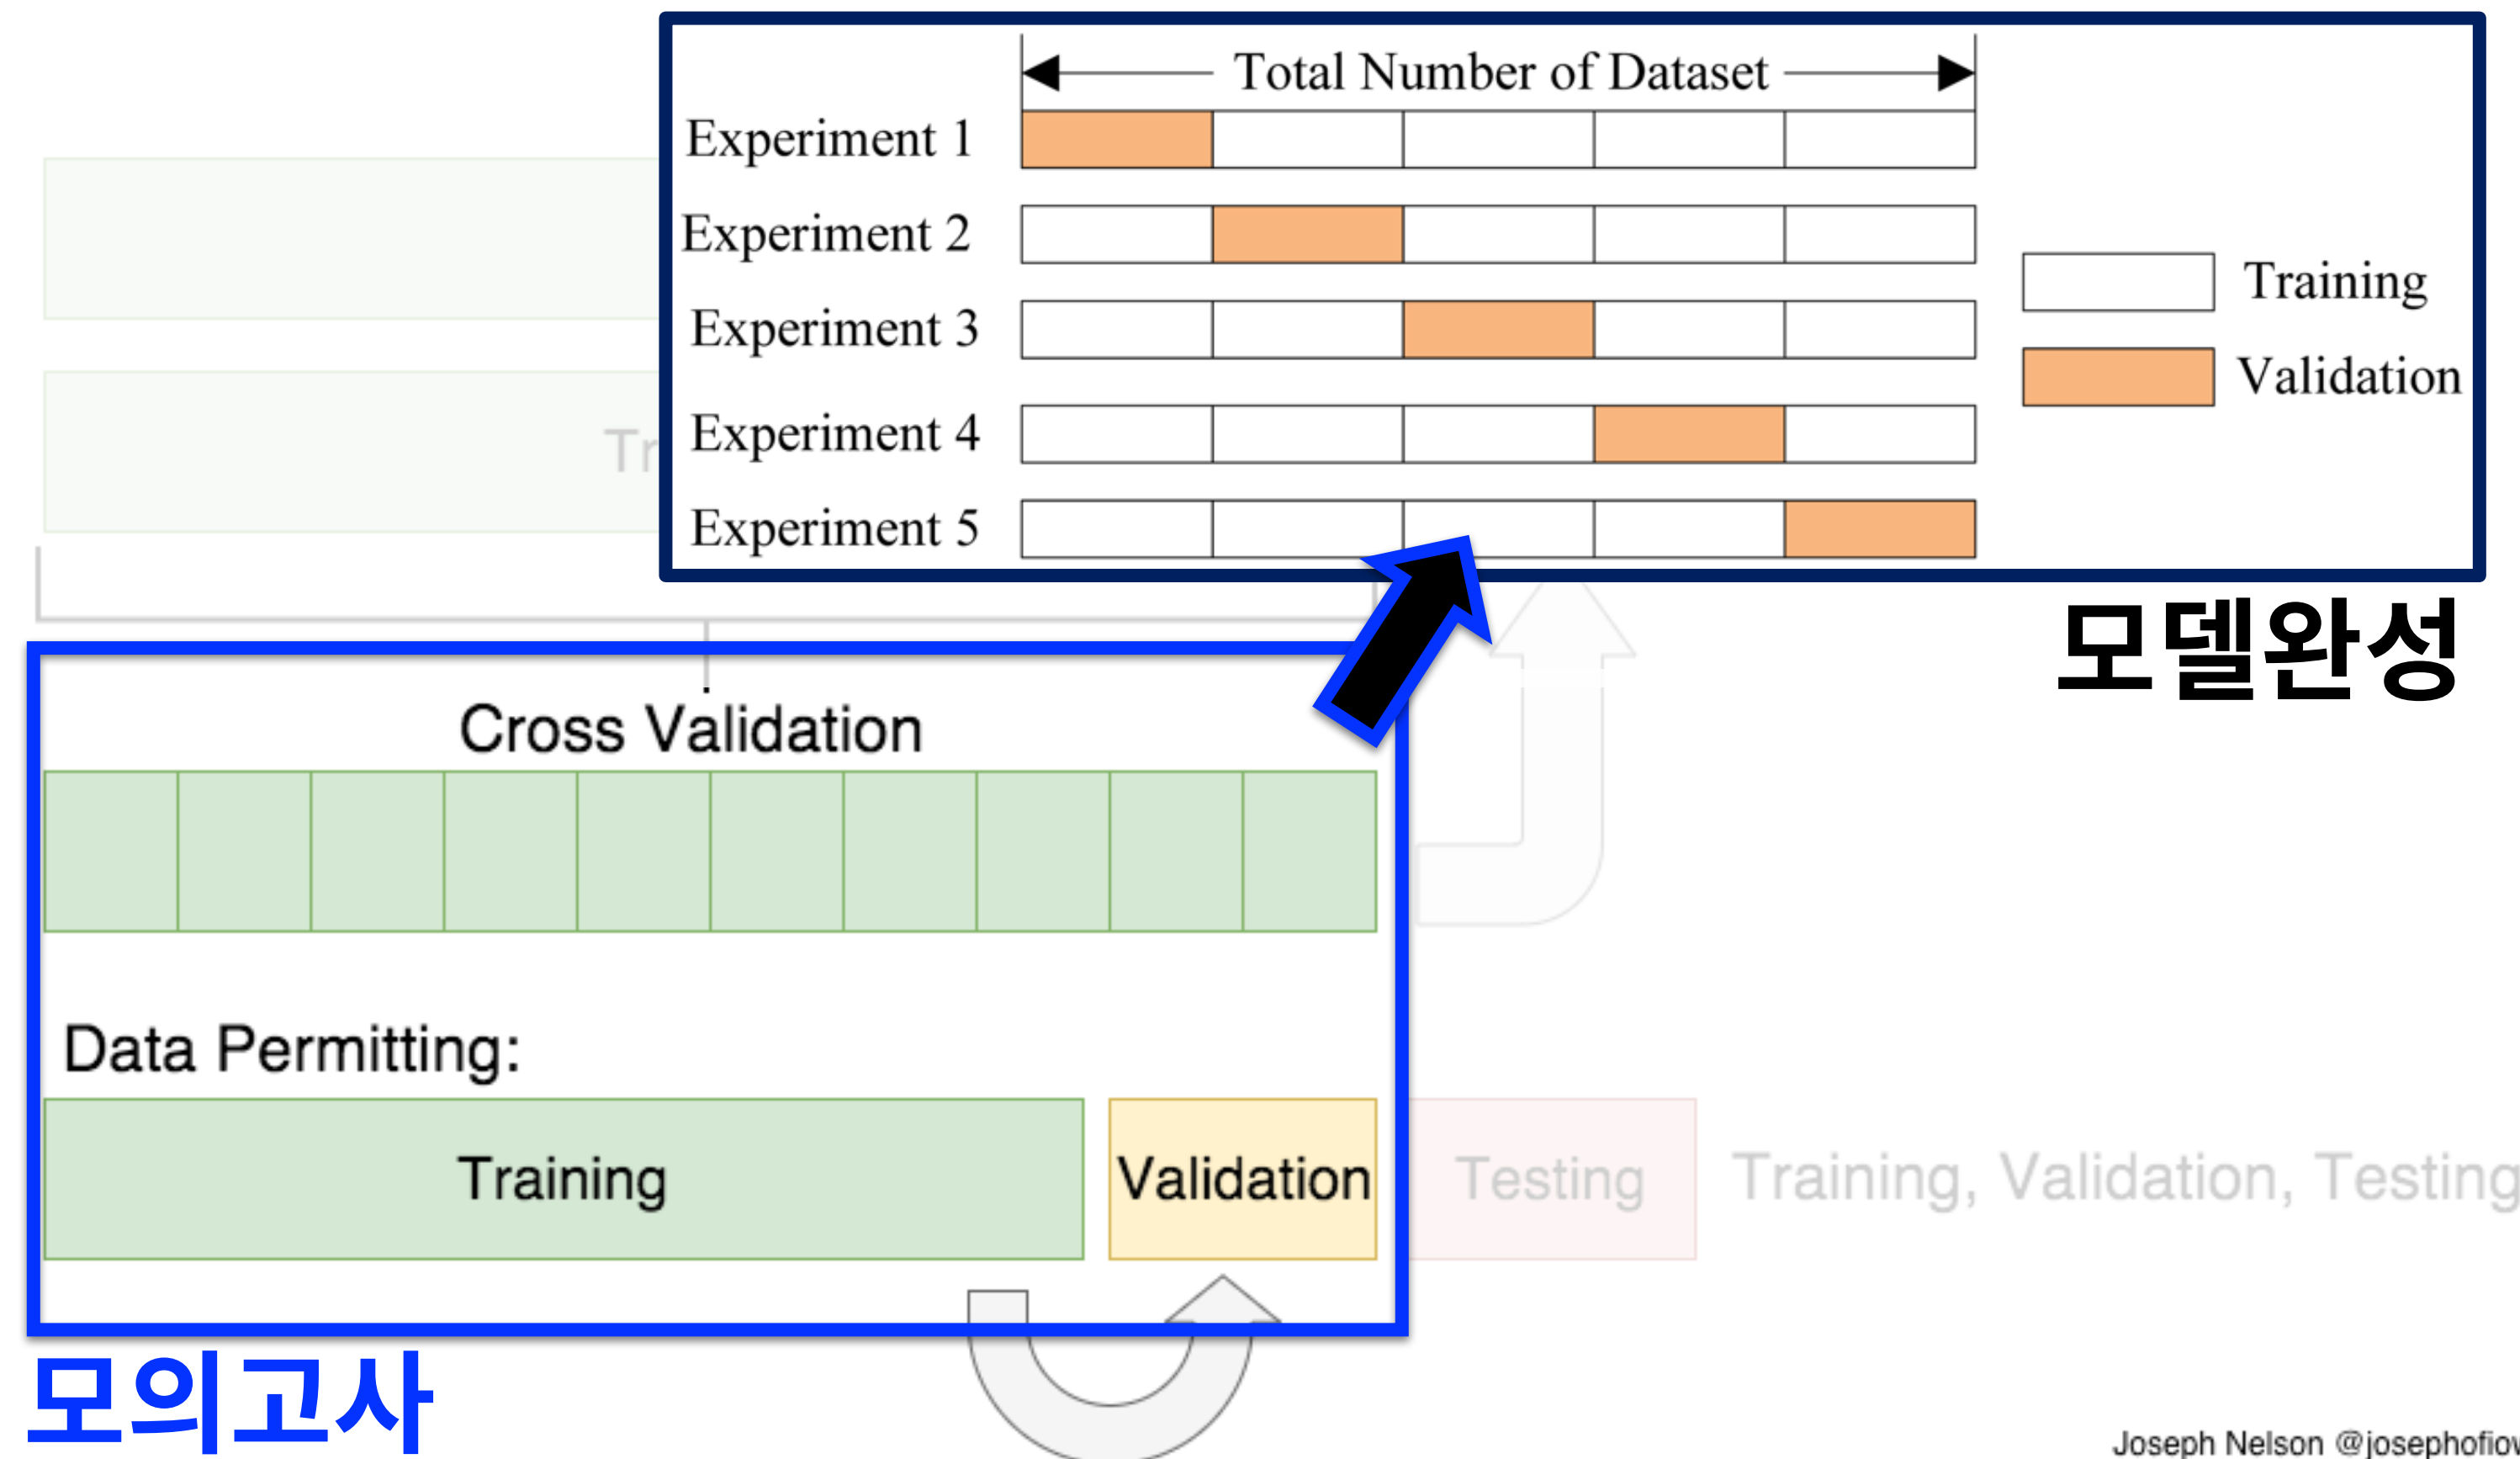 Total Number of Dataset
Experiment 1
Experiment 2
Experiment 3
Experiment 4
Experiment 5
Training
Validation
Tr
모델완성
Cross Validation
Data Permitting:
Training
Validation
Testing
Training, Validation, Testing
모의고사
Joseph Nelson @josephofiow